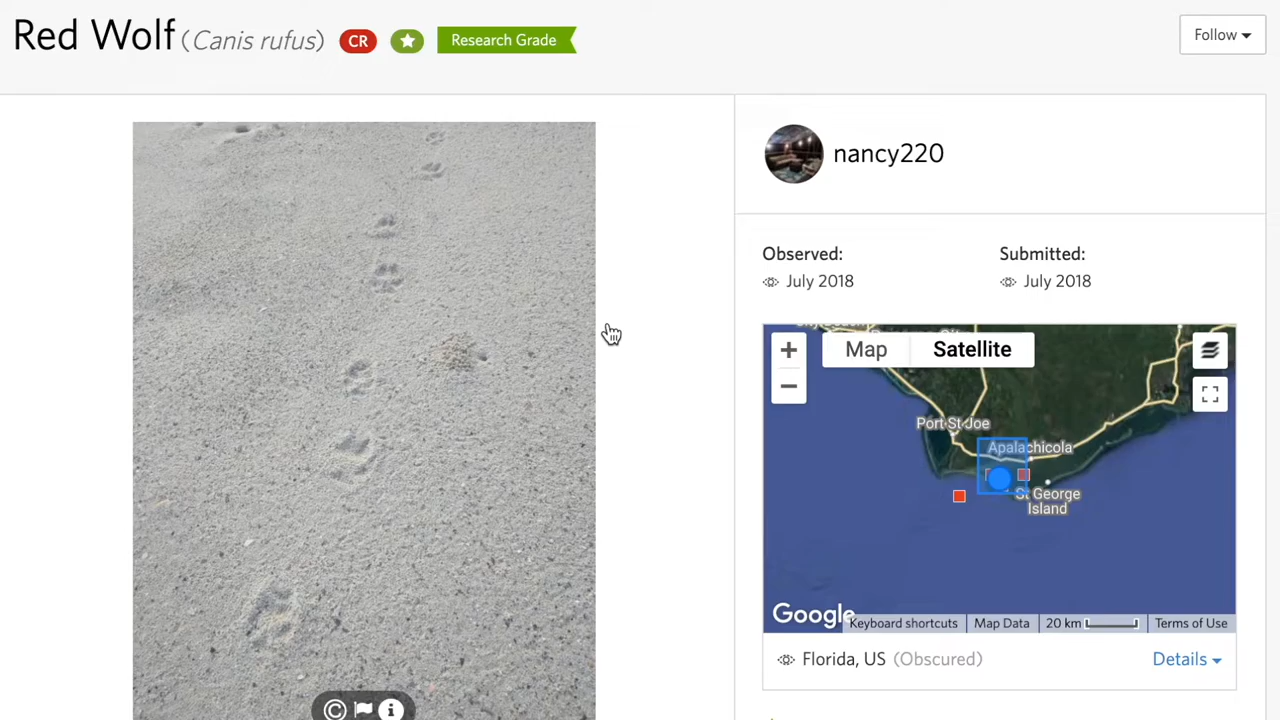 Red Wolf (Canis rufus) CR Research Grade
Follow
nancy220
Observed: Submitted:
July 2018 July 2018
Map Satellite
Port St Joe
Apalachicola
St George
Island
Google Keyboard shortcuts Map Data 20 km Terms of Use
Florida, US (Obscured) Details